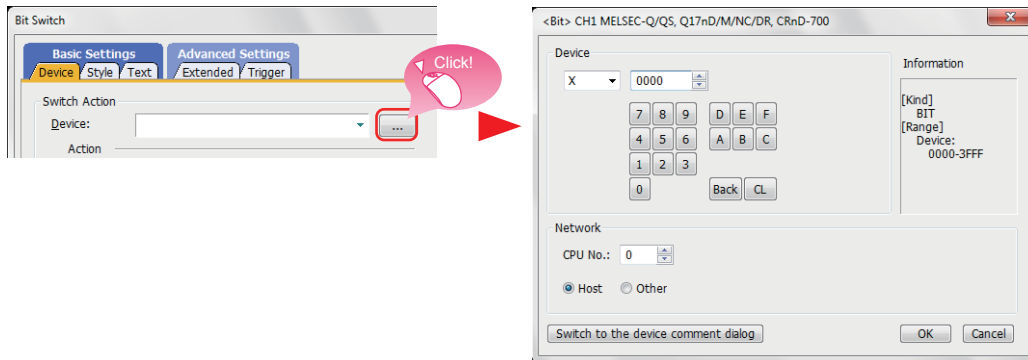 Bit Switch
Basic Settings
Advanced Settings
Device
Style
Text
Extended
Trigger
Click!
Switch Action
Device:
...
Action
<Bit> CH1 MELSEC-Q/QS, Q17nD/M/NC/DR, CRnD-700
Device
X
0000
7 8 9 D E F
4 5 6 A B C
1 2 3
0 Back CL
Information
[Kind]
BIT
[Range]
Device:
0000-3FFF
Network
CPU No.: 0
Host Other
Switch to the device comment dialog
OK
Cancel